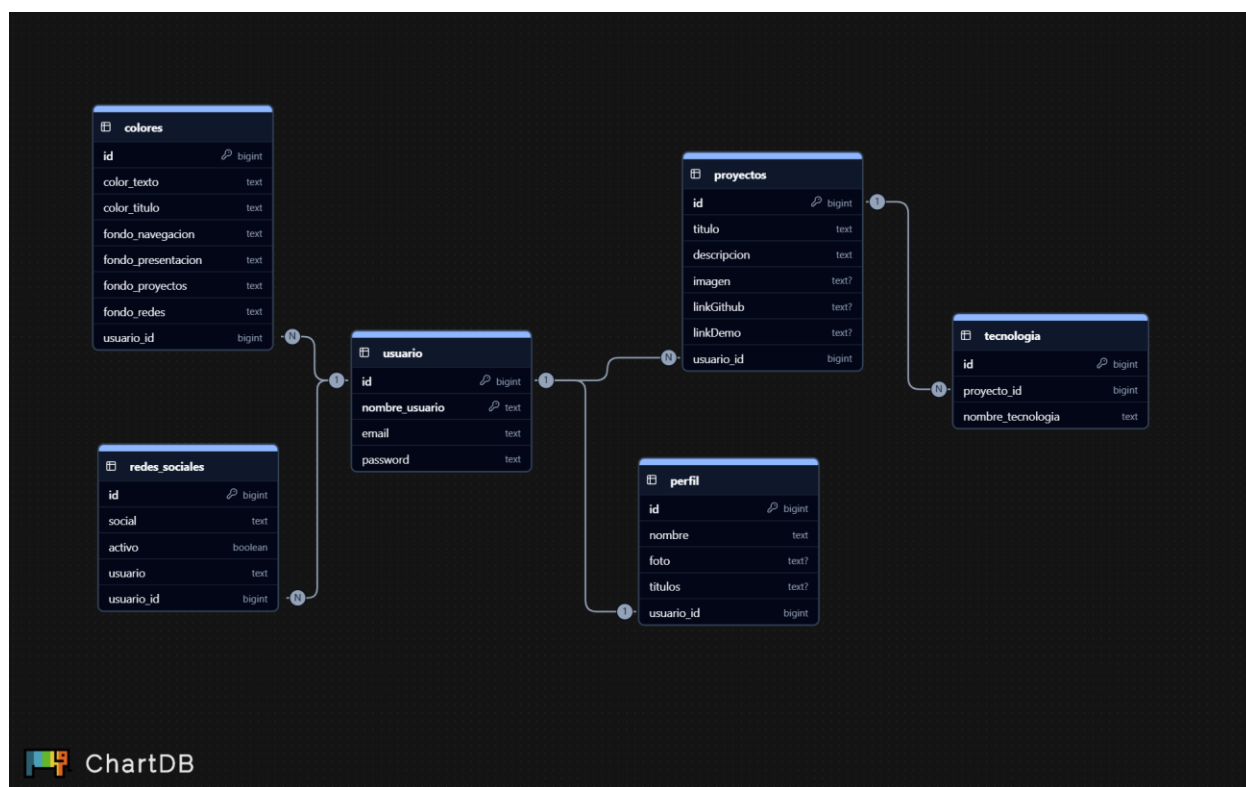 colores
id bigint
color_texto text
color_titulo text
fondo_navegacion text
fondo_presentacion text
fondo_proyectos text
fondo_redes text
usuario_id bigint
N
redes_sociales
id bigint
social text
activo boolean
usuario text
usuario_id bigint
N
1
usuario
id bigint
nombre_usuario text
email text
password text
1
proyectos
id bigint
titulo text
descripcion text
imagen text?
linkGithub text?
linkDemo text?
usuario_id bigint
N
1
perfil
id bigint
nombre text
foto text?
titulos text?
usuario_id bigint
1
tecnologia
id bigint
proyecto_id bigint
nombre_tecnologia text
N
ChartDB